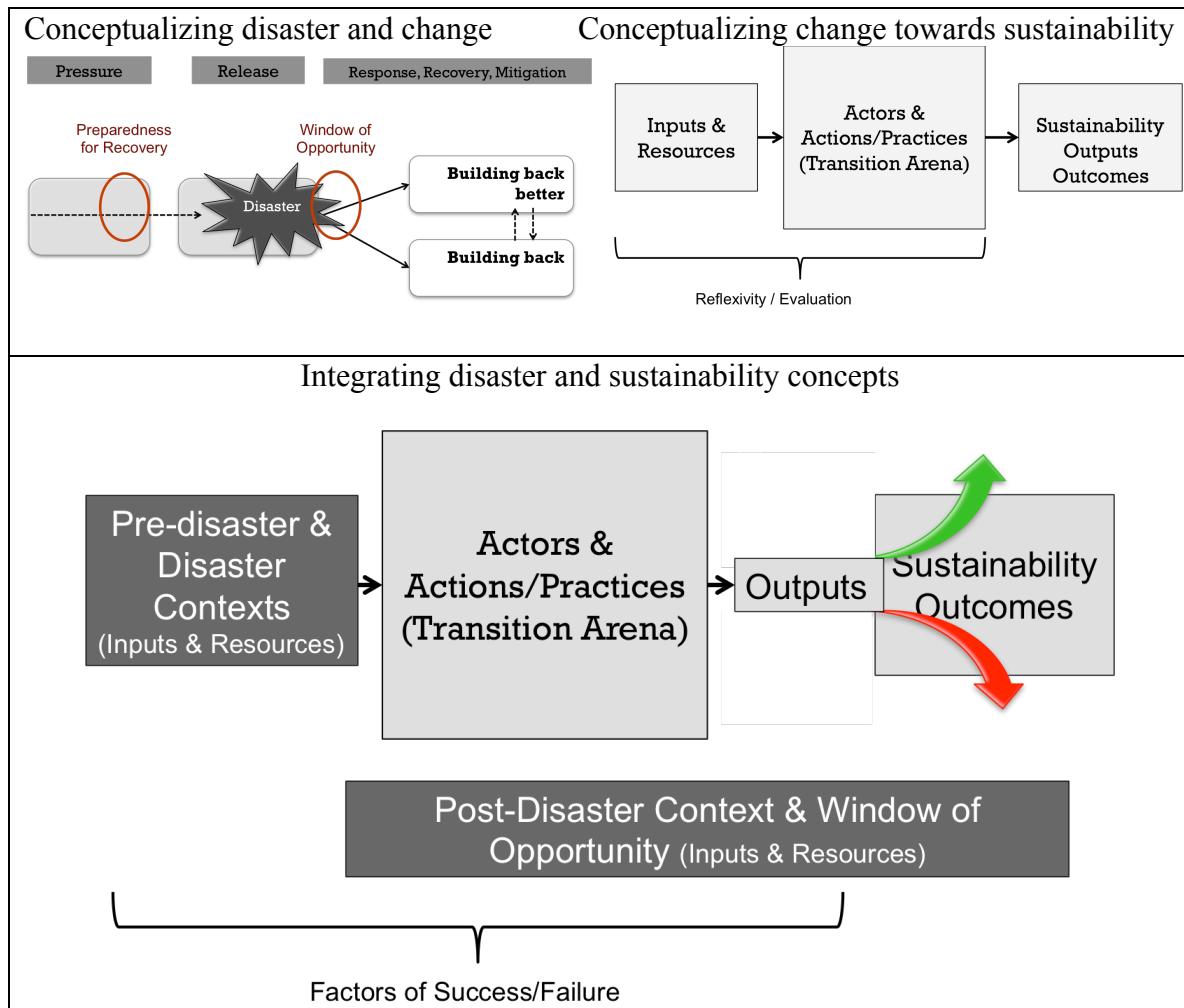 Conceptualizing disaster and change
Pressure
Release
Response, Recovery, Mitigation
Preparedness
for Recovery
Window of
Opportunity
Disaster
Building back
better
Building back
Conceptualizing change towards sustainability
Inputs &
Resources
Actors &
Actions/Practices
(Transition Arena)
Sustainability
Outputs
Outcomes
Reflexivity / Evaluation
Integrating disaster and sustainability concepts
Pre-disaster &
Disaster
Contexts
(Inputs & Resources)
Actors &
Actions/Practices
(Transition Arena)
Outputs
Sustainability
Outcomes
Post-Disaster Context & Window of
Opportunity (Inputs & Resources)
Factors of Success/Failure